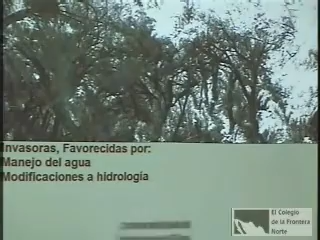 Invasoras, Favorecidas por:
Manejo del agua
Modificaciones a hidrología
El Colegio
de la Frontera
Norte